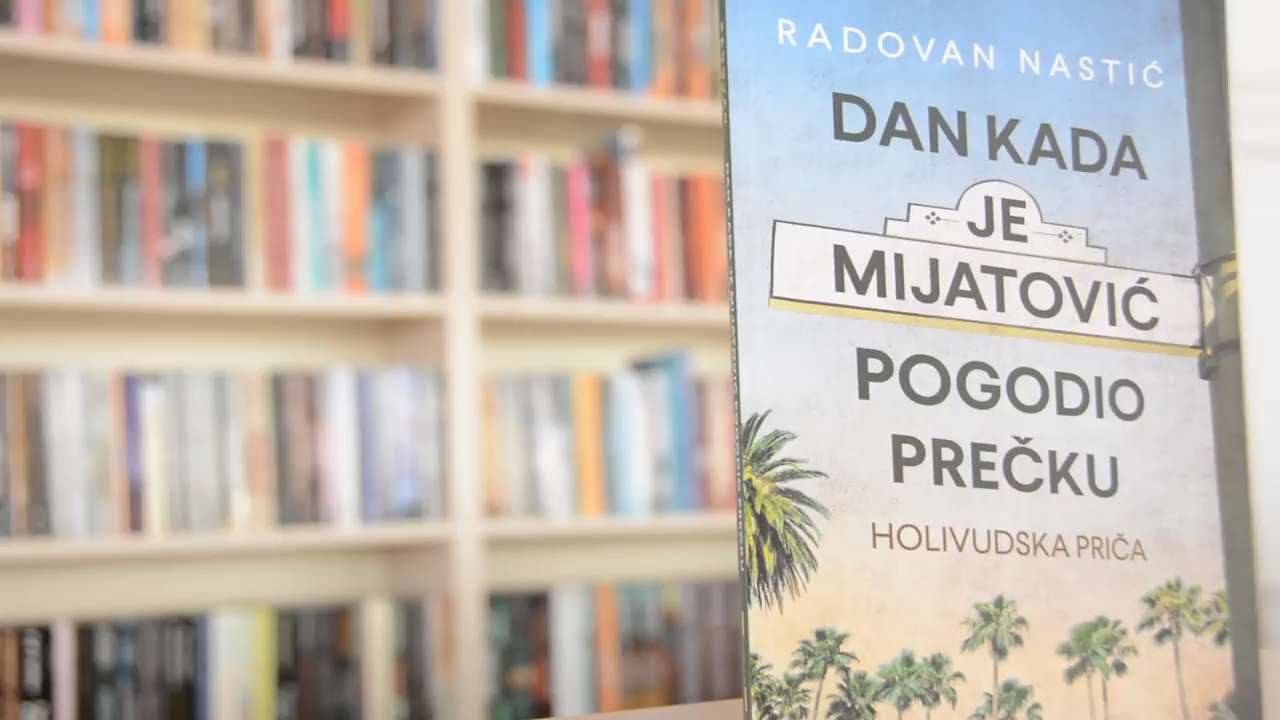 RADOVAN NASTIĆ
DAN KADA
JE
MIJATOVIĆ
POGODIO
PREČKU
HOLIVUDSKA PRIČA